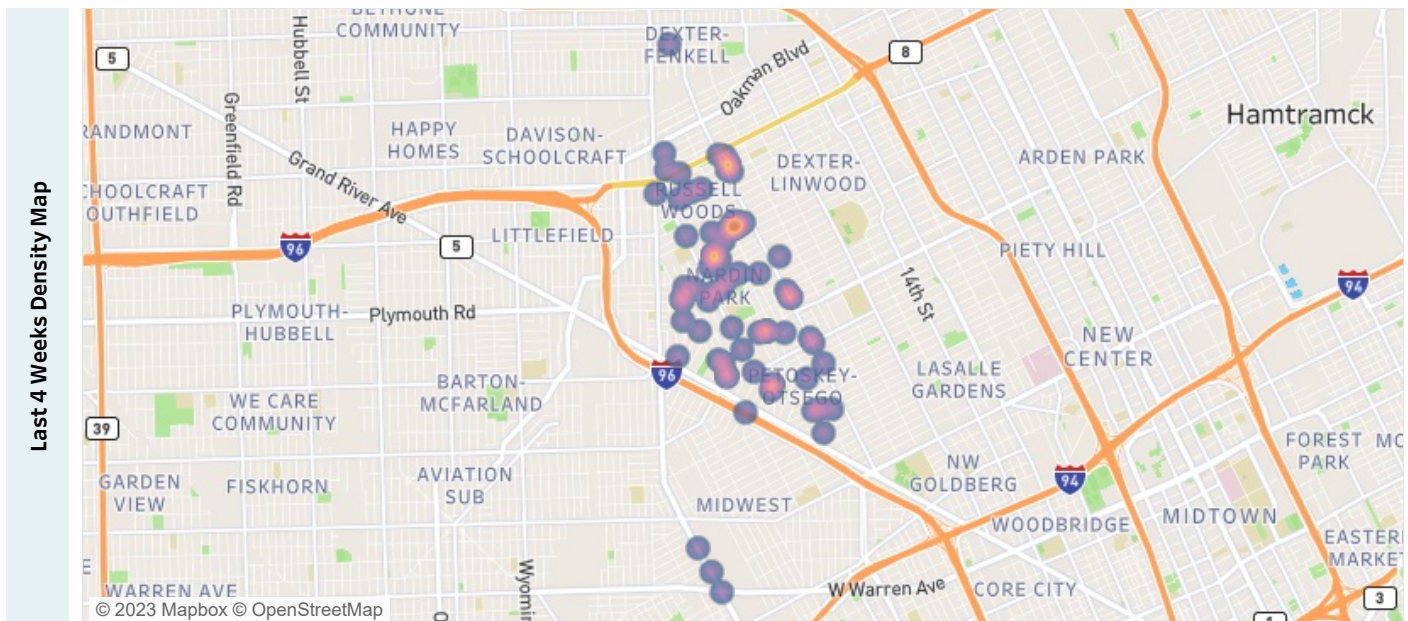 Last 4 Weeks Density Map
BETHUNE
COMMUNITY
Hubbell St
5
DEXTER-
FENKELL
Oakman Blvd
8
Hamtramck
RANDMONT
Greenfield Rd
HAPPY
HOMES
DAVISON-
SCHOOLCRAFT
DEXTER-
LINWOOD
ARDEN PARK
Grand River Ave
CHOOLCRAFT
OUTHFIELD
RUSSELL
WOODS
96
5
LITTLEFIELD
PIETY HILL
NARDIN
PARK
14th St
94
PLYMOUTH-
HUBBELL
Plymouth Rd
NEW
CENTER
96
BARTON-
MCFARLAND
PETOSKEY-
OTSEGO
LASALLE
GARDENS
WE CARE
COMMUNITY
39
FOREST
PARK
MC
GARDEN
VIEW
FISKHORN
AVIATION
SUB
NW
GOLDBERG
94
MIDWEST
WOODBRIDGE
MIDTOWN
EASTERN
MARKET
WARREN AVE
Wyomin
W Warren Ave
CORE CITY
3
© 2023 Mapbox © OpenStreetMap